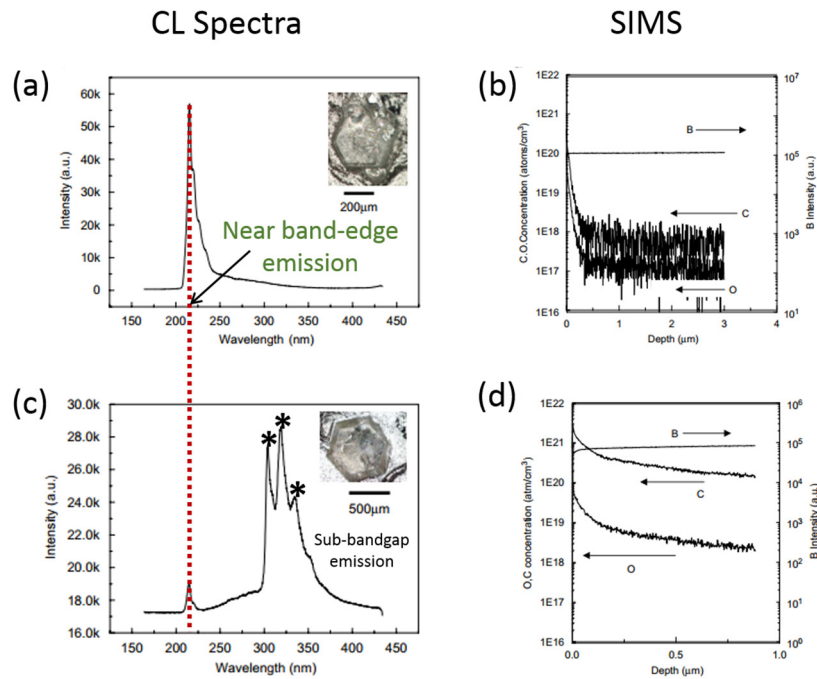 CL Spectra
SIMS
(a)
60k
50k
40k
30k
20k
10k
0
Intensity (a.u.)
150 200 250 300 350 400 450
Wavelength (nm)
200μm
Near band-edge
emission
(b)
1E22
1E21
1E20
1E19
1E18
1E17
1E16
C.O.Concentration (atoms/cm³)
10⁷
10⁵
10³
10¹
B Intensity (a.u.)
B
C
O
0 1 2 3 4
Depth (μm)
(c)
30.0k
28.0k
26.0k
24.0k
22.0k
20.0k
18.0k
16.0k
Intensity (a.u.)
* * *
500μm
Sub-bandgap
emission
150 200 250 300 350 400 450
Wavelength (nm)
(d)
1E22
1E21
1E20
1E19
1E18
1E17
1E16
O,C concentration (atm/cm³)
10⁶
10⁵
10⁴
10³
10²
10¹
10⁰
B Intensity (a.u.)
B
C
O
0.0 0.5 1.0
Depth (μm)